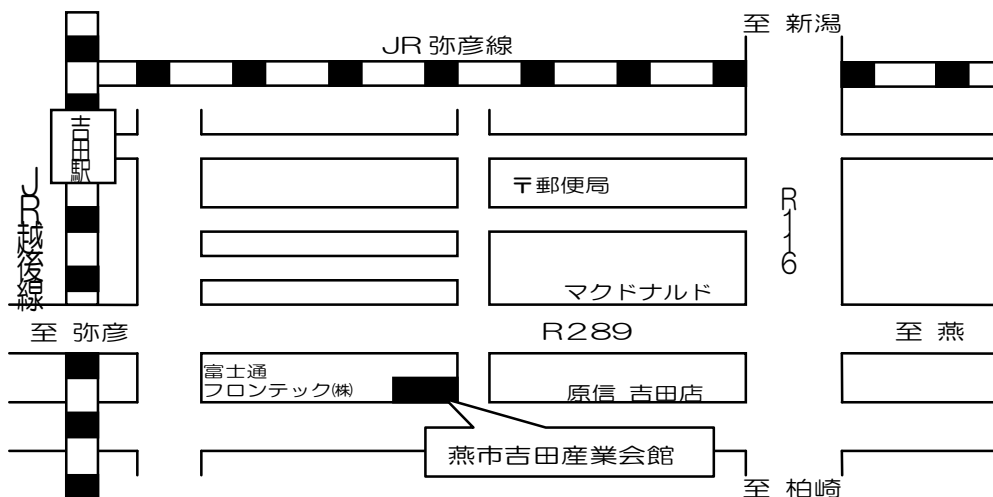 至 新潟
JR 弥彦線
吉田駅
〒郵便局
R116
JR越後線
マクドナルド
至 弥彦
R289
至 燕
富士通
フロンテック㈱
原信 吉田店
燕市吉田産業会館
至 柏崎